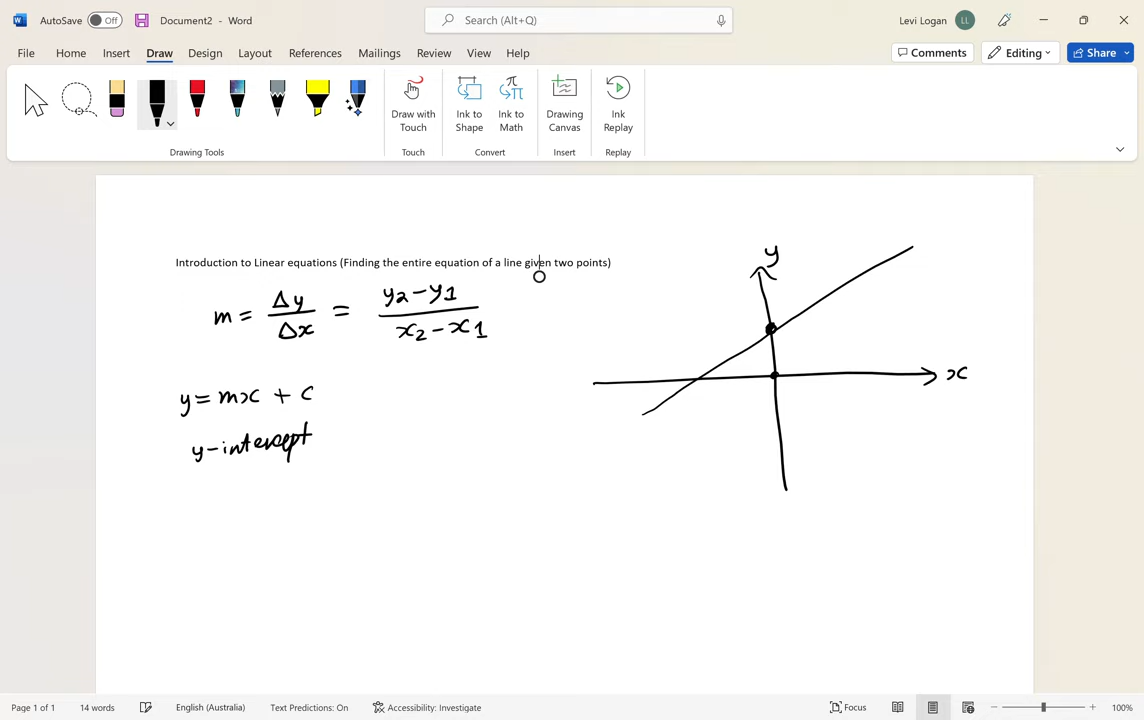 AutoSave Off Document2 - Word Search (Alt+Q) Levi Logan LL
File Home Insert Draw Design Layout References Mailings Review View Help Comments Editing Share
Draw with Touch
Ink to Shape
Ink to Math
Drawing Canvas
Ink Replay
Drawing Tools Touch Convert Insert Replay
Introduction to Linear equations (Finding the entire equation of a line given two points)
m = Δy/Δx = y2-y1/x2-x1
y = mx + c
y-intercept
y
x
Page 1 of 1 14 words English (Australia) Text Predictions: On Accessibility: Investigate Focus 100%